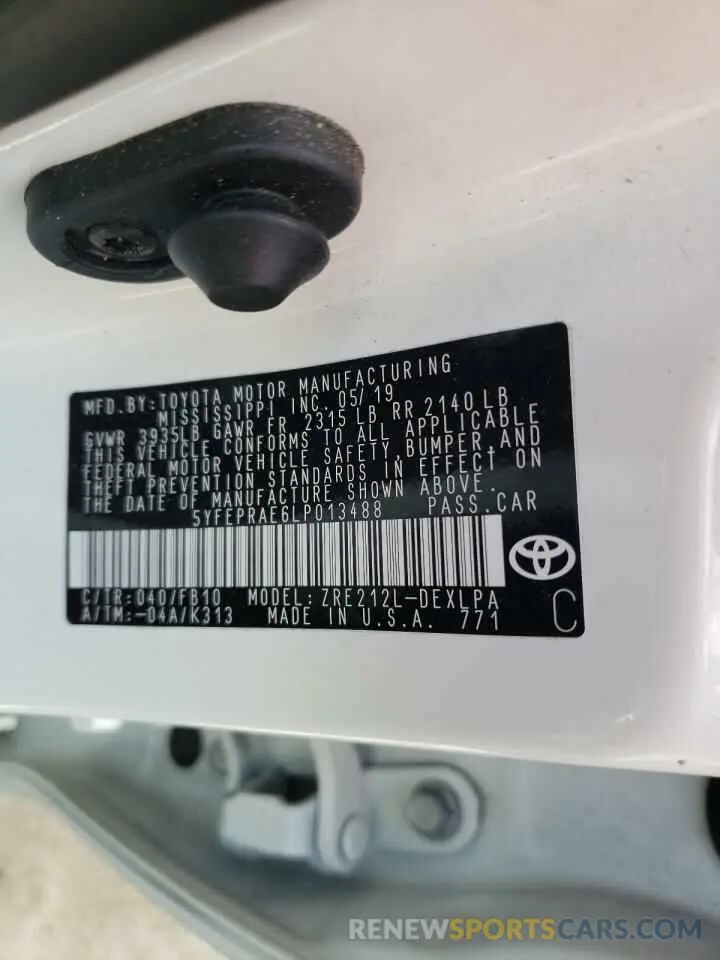 MFD. BY: TOYOTA MOTOR MANUFACTURING
MISSISSIPPI INC. 05/19
GVWR 3935LB GAWR FR 2315 LB RR 2140 LB
THIS VEHICLE CONFORMS TO ALL APPLICABLE
FEDERAL MOTOR VEHICLE SAFETY, BUMPER, AND
THEFT PREVENTION STANDARDS IN EFFECT ON
THE DATE OF MANUFACTURE SHOWN ABOVE.
5YFEPRAE6LP013488 PASS. CAR
C/TR: 040/FB10 MODEL: ZRE212L-DEXLPA
A/TM: -04A/K313 MADE IN U.S.A. 771 C
RENEWSPORTSCARS.COM